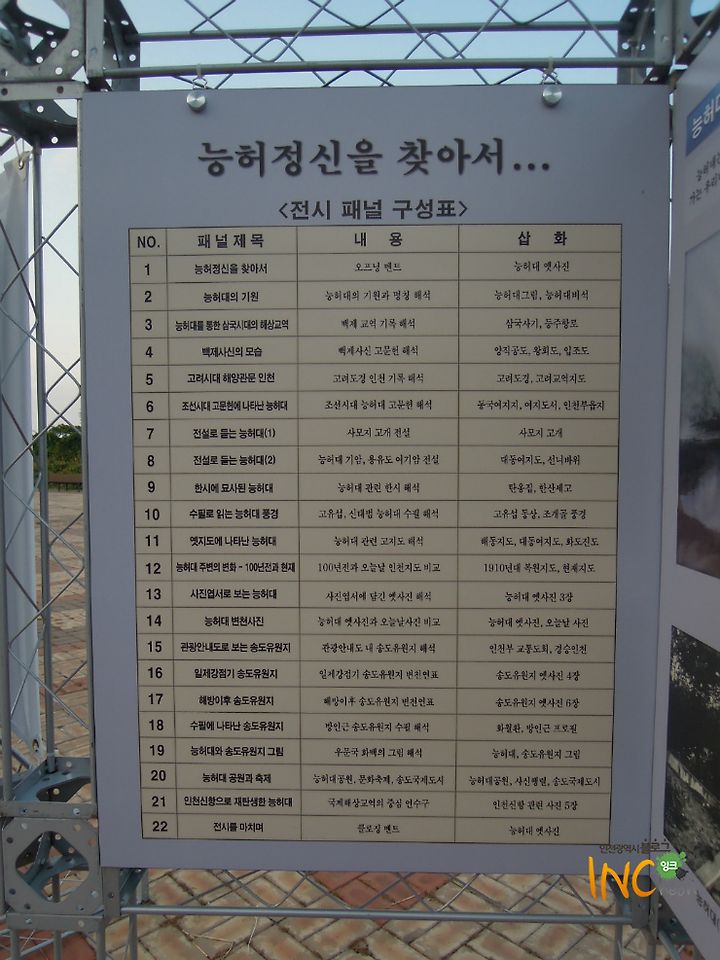 능허정신을 찾아서...
<전시 패널 구성표>
NO. 패널제목 내 용 삽 화
1 능허정신을 찾아서 오프닝 멘트 능허대 옛사진
2 능허대의 기원 능허대의 기원과 명칭 해석 능허대그림, 능허대비석
3 능허대를 통한 삼국시대의 해상교역 백제 교역 기록 해석 삼국사기, 등주항로
4 백제사신의 모습 백제사신 고문헌 해석 양직공도, 왕회도, 입조도
5 고려시대 해양관문 인천 고려도경 인천 기록 해석 고려도경, 고려교역지도
6 조선시대 고문헌에 나타난 능허대 조선시대 능허대 고문헌 해석 동국여지지, 여지도서, 인천부읍지
7 전설로 듣는 능허대(1) 사모지 고개 전설 사모지 고개
8 전설로 듣는 능허대(2) 능허대 기암, 용유도 여기암 전설 대동여지도, 선녀바위
9 한시에 묘사된 능허대 능허대 관련 한시 해석 탄옹집, 한산세고
10 수필로 읽는 능허대 풍경 고유섭, 신태범 능허대 수필 해석 고유섭 동상, 조개골 풍경
11 옛지도에 나타난 능허대 능허대 관련 고지도 해석 해동지도, 대동여지도, 화도진도
12 능허대 주변의 변화 - 100년전과 현재 100년전과 오늘날 인천지도 비교 1910년대 옥원지도, 현재지도
13 사진엽서로 보는 능허대 사진엽서에 담긴 옛사진 해석 능허대 옛사진 3장
14 능허대 변천사진 능허대 옛사진과 오늘날사진 비교 능허대 옛사진, 오늘날 사진
15 관광안내도로 보는 송도유원지 관광안내도 내 송도유원지 해석 인천부 교통도회, 경승인천
16 일제강점기 송도유원지 일제강점기 송도유원지 변천연표 송도유원지 옛사진 4장
17 해방이후 송도유원지 해방이후 송도유원지 변천연표 송도유원지 옛사진 6장
18 수필에 나타난 송도유원지 방인근 송도유원지 수필 해석 화월환, 방인근 프로필
19 능허대와 송도유원지 그림 우문국 화백의 그림 해석 능허대, 송도유원지 그림
20 능허대 공원과 축제 능허대공원, 문화축제, 송도국제도시 능허대공원, 사신행렬, 송도국제도시
21 인천신항으로 재탄생한 능허대 국제해상교역의 중심 연수구 인천신항 관련 사진 5장
22 전시를 마치며 클로징 멘트 능허대 옛사진
능허대
인천광역시블로그
INC 잉크